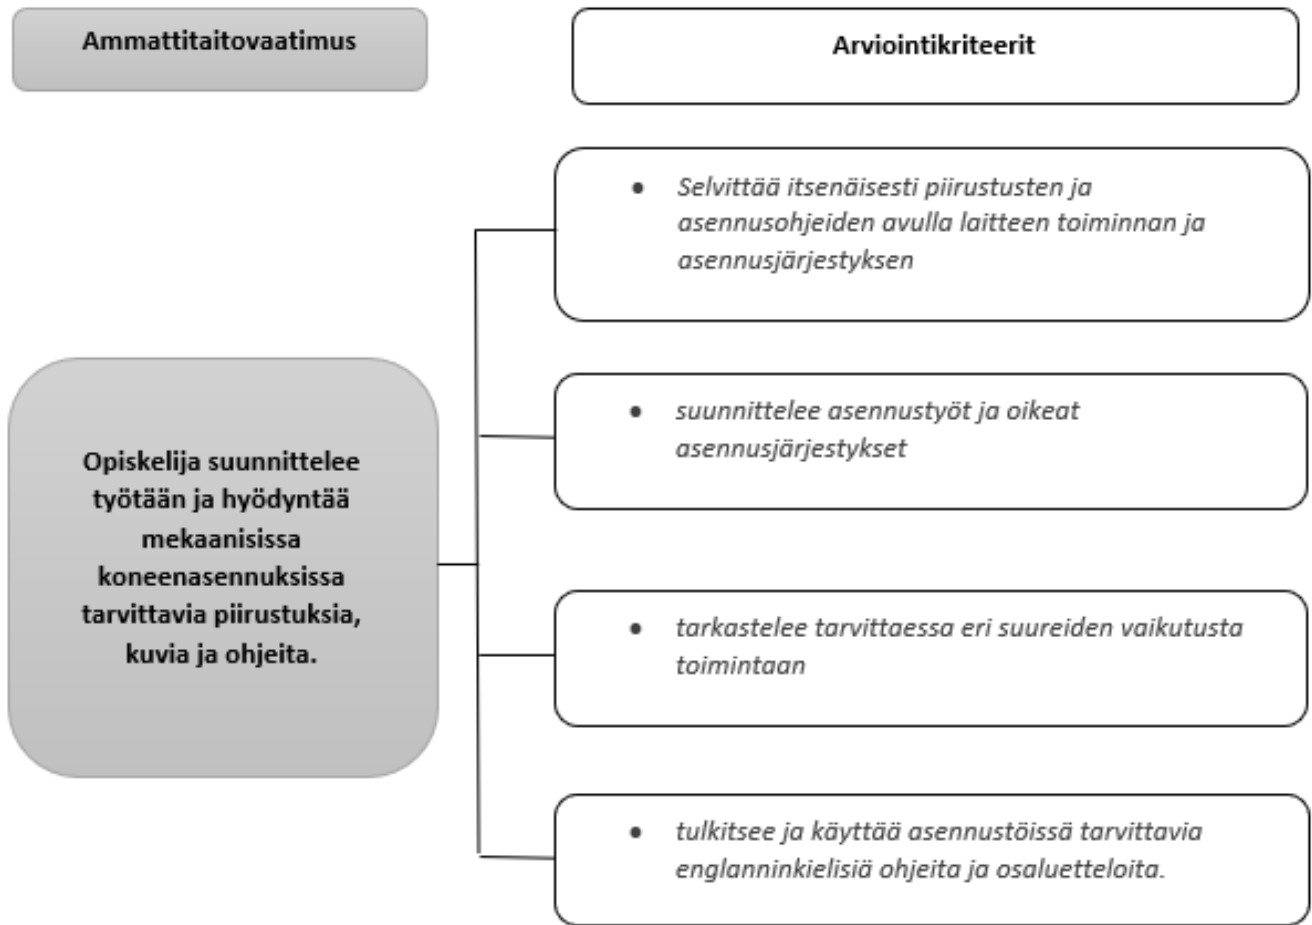 Ammattitaitovaatimus
Arviointikriteerit
Opiskelija suunnittelee
työtään ja hyödyntää
mekaanisissa
koneenasennuksissa
tarvittavia piirustuksia,
kuvia ja ohjeita.
• Selvittää itsenäisesti piirustusten ja
asennusohjeiden avulla laitteen toiminnan ja
asennusjärjestyksen
• suunnittelee asennustyöt ja oikeat
asennusjärjestykset
• tarkastelee tarvittaessa eri suureiden vaikutusta
toimintaan
• tulkitsee ja käyttää asennustöissä tarvittavia
englanninkielisiä ohjeita ja osaluetteloita.